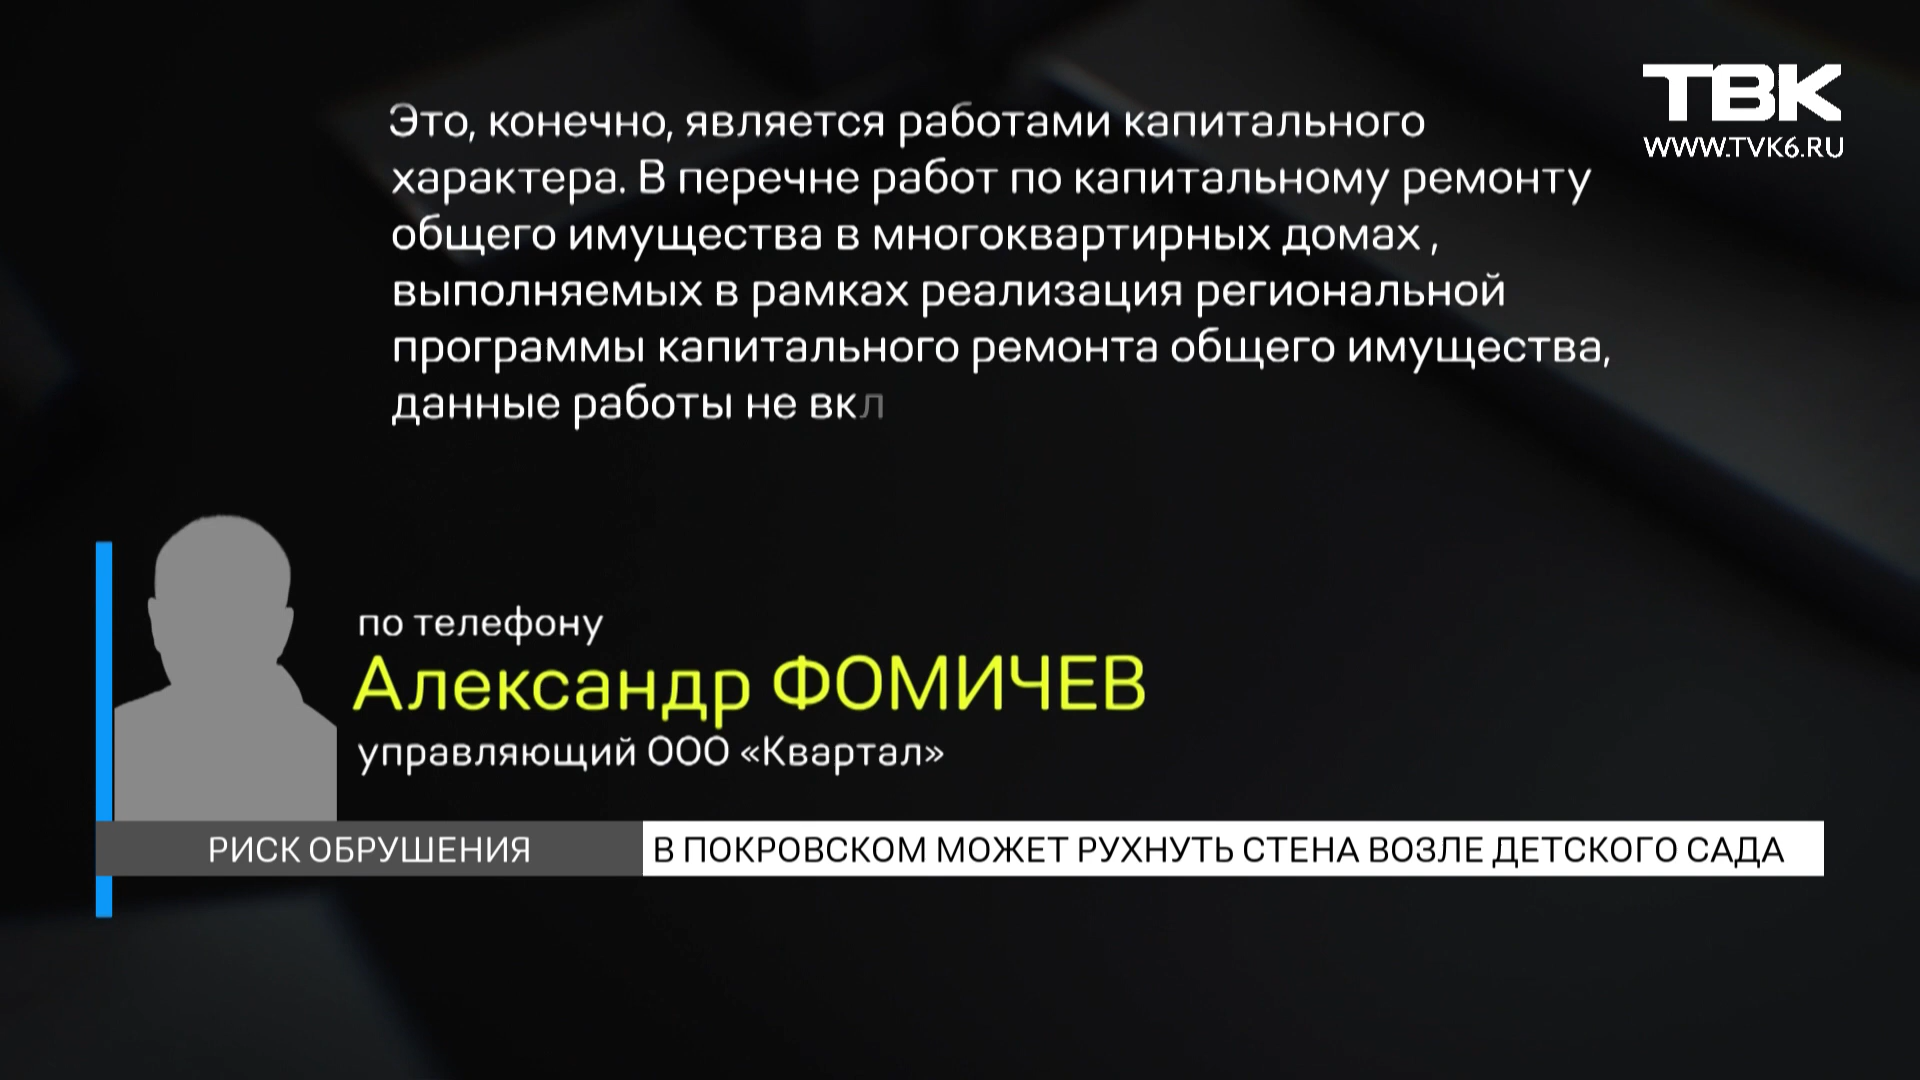 ТВК
WWW.TVK6.RU
Это, конечно, является работами капитального
характера. В перечне работ по капитальному ремонту
общего имущества в многоквартирных домах ,
выполняемых в рамках реализация региональной
программы капитального ремонта общего имущества,
данные работы не вкл
по телефону
Александр ФОМИЧЕВ
управляющий ООО «Квартал»
РИСК ОБРУШЕНИЯ
В ПОКРОВСКОМ МОЖЕТ РУХНУТЬ СТЕНА ВОЗЛЕ ДЕТСКОГО САДА